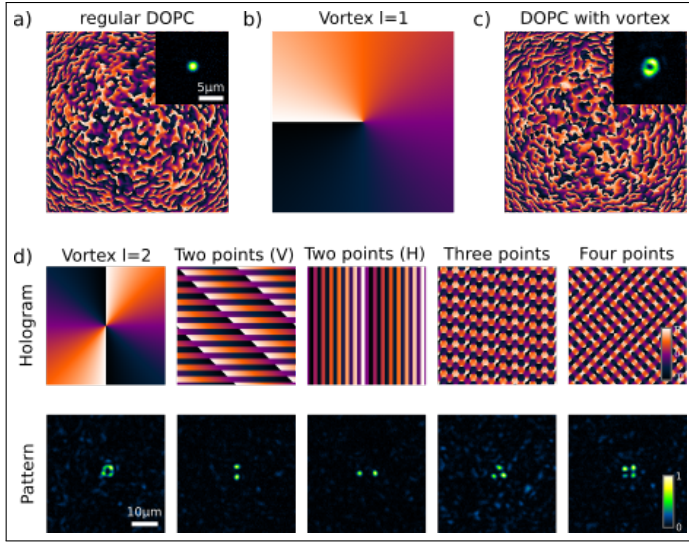 a) regular DOPC
5μm
b) Vortex l=1
c) DOPC with vortex
d) Vortex l=2 Two points (V) Two points (H) Three points Four points
Hologram
Pattern
10μm
1
0